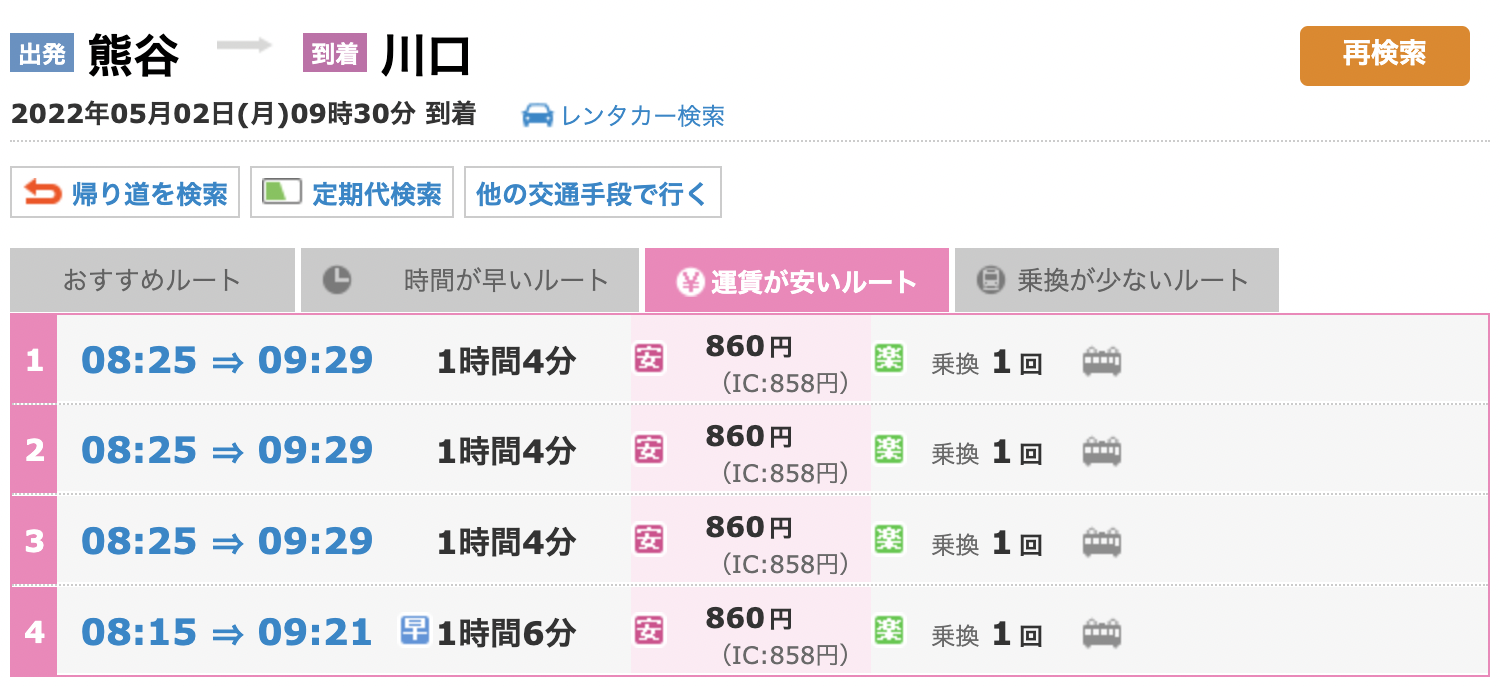 出発 熊谷 到着 川口
再検索
2022年05月02日(月)09時30分 到着 レンタカー検索
帰り道を検索 定期代検索 他の交通手段で行く
おすすめルート 時間が早いルート ¥ 運賃が安いルート 乗換が少ないルート
1 08:25 ⇒ 09:29 1時間4分 安 860円 楽 乗換 1回
(IC:858円)
2 08:25 ⇒ 09:29 1時間4分 安 860円 楽 乗換 1回
(IC:858円)
3 08:25 ⇒ 09:29 1時間4分 安 860円 楽 乗換 1回
(IC:858円)
4 08:15 ⇒ 09:21 早 1時間6分 安 860円 楽 乗換 1回
(IC:858円)